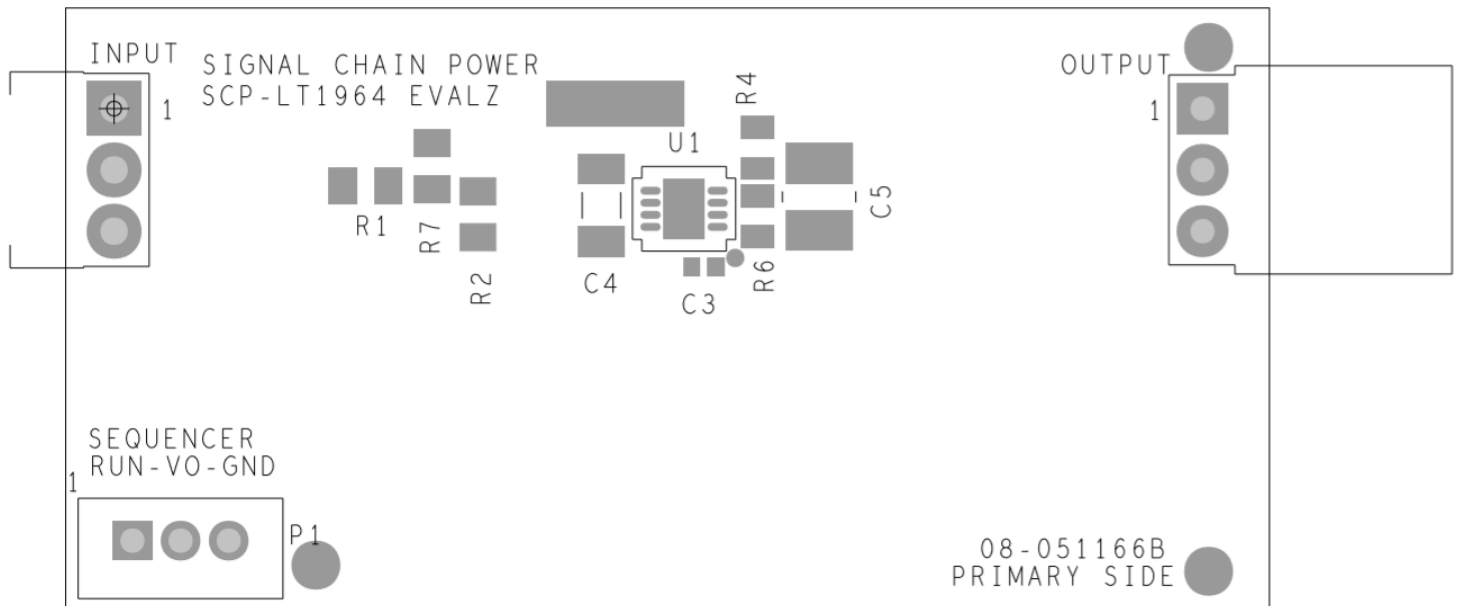 INPUT
SIGNAL CHAIN POWER
SCP-LT1964 EVALZ
1
R1
R7
R2
C4
U1
C3
R4
R6
C5
OUTPUT
1
SEQUENCER
RUN-VO-GND
1
P1
08-051166B
PRIMARY SIDE